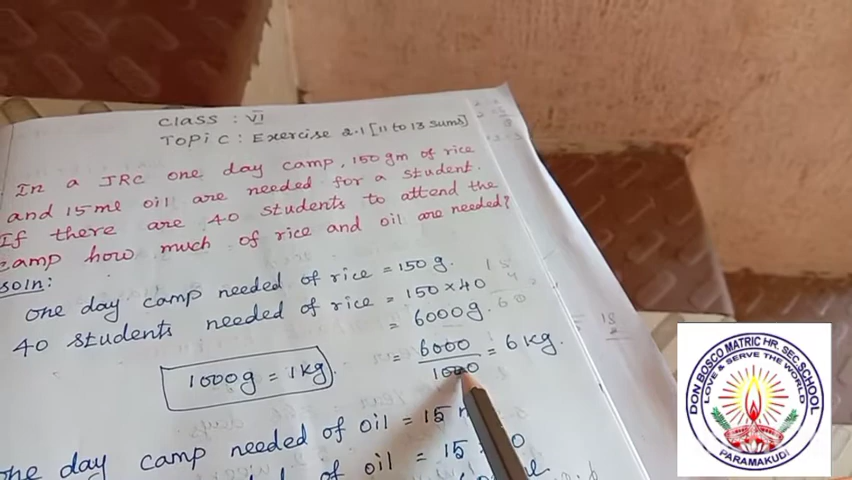 Class : VI
Topic : Exercise 2.1 [11 to 13 sums]
In a JRC one day camp, 150 gm of rice
and 15 ml oil are needed for a student.
If there are 40 students to attend the
camp how much of rice and oil are needed?
Soln:
One day camp needed of rice = 150 g.
40 students needed of rice = 150 × 40
= 6000 g.
= 6000/1000 = 6 kg.
1000g = 1kg
one day camp needed of oil = 15
of oil = 15
DON BOSCO MATRIC HR. SEC SCHOOL
LOVE & SERVE THE WORLD
PARAMAKUDI